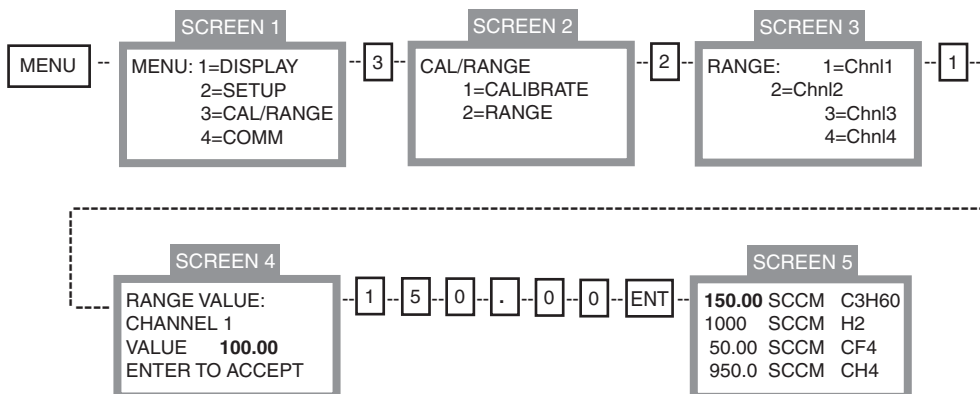 SCREEN 1
SCREEN 2
SCREEN 3
MENU
MENU: 1=DISPLAY
2=SETUP
3=CAL/RANGE
4=COMM
3
CAL/RANGE
1=CALIBRATE
2=RANGE
2
RANGE: 1=Chnl1
2=Chnl2
3=Chnl3
4=Chnl4
1
SCREEN 4
RANGE VALUE:
CHANNEL 1
VALUE 100.00
ENTER TO ACCEPT
1 5 0 . 0 0 ENT
SCREEN 5
150.00 SCCM C3H60
1000 SCCM H2
50.00 SCCM CF4
950.0 SCCM CH4